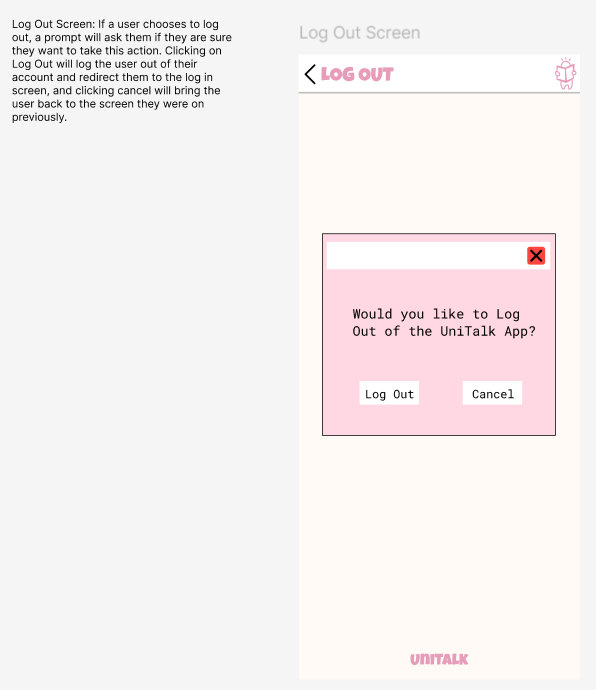 Log Out Screen: If a user chooses to log
out, a prompt will ask them if they are sure
they want to take this action. Clicking on
Log Out will log the user out of their
account and redirect them to the log in
screen, and clicking cancel will bring the
user back to the screen they were on
previously.
Log Out Screen
LOG OUT
Would you like to Log
Out of the UniTalk App?
Log Out
Cancel
UNITALK